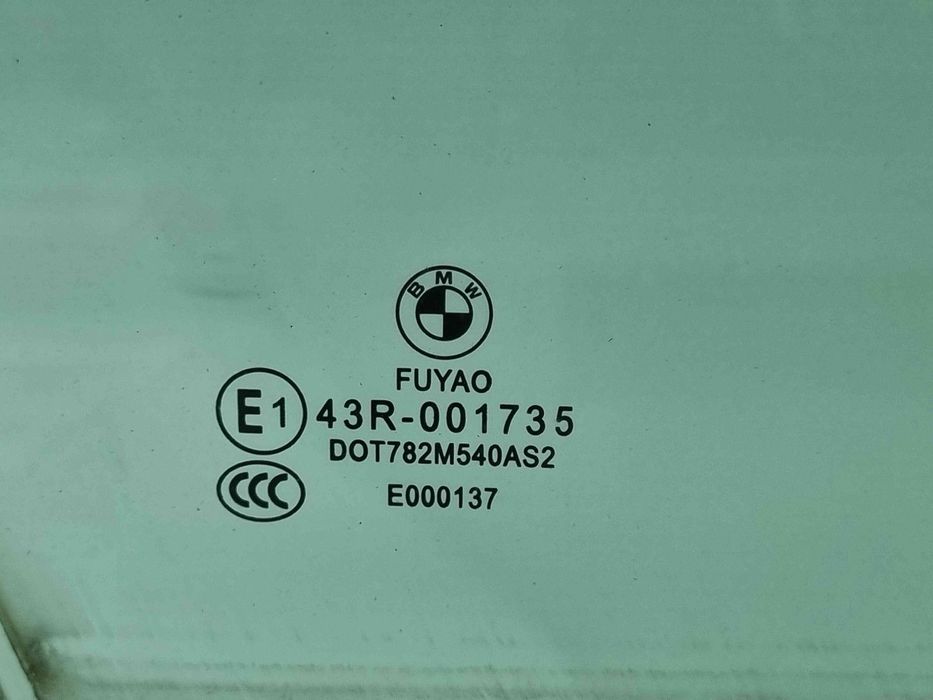 BMW
FUYAO
E1 43R-001735
DOT782M540AS2
CCC E000137